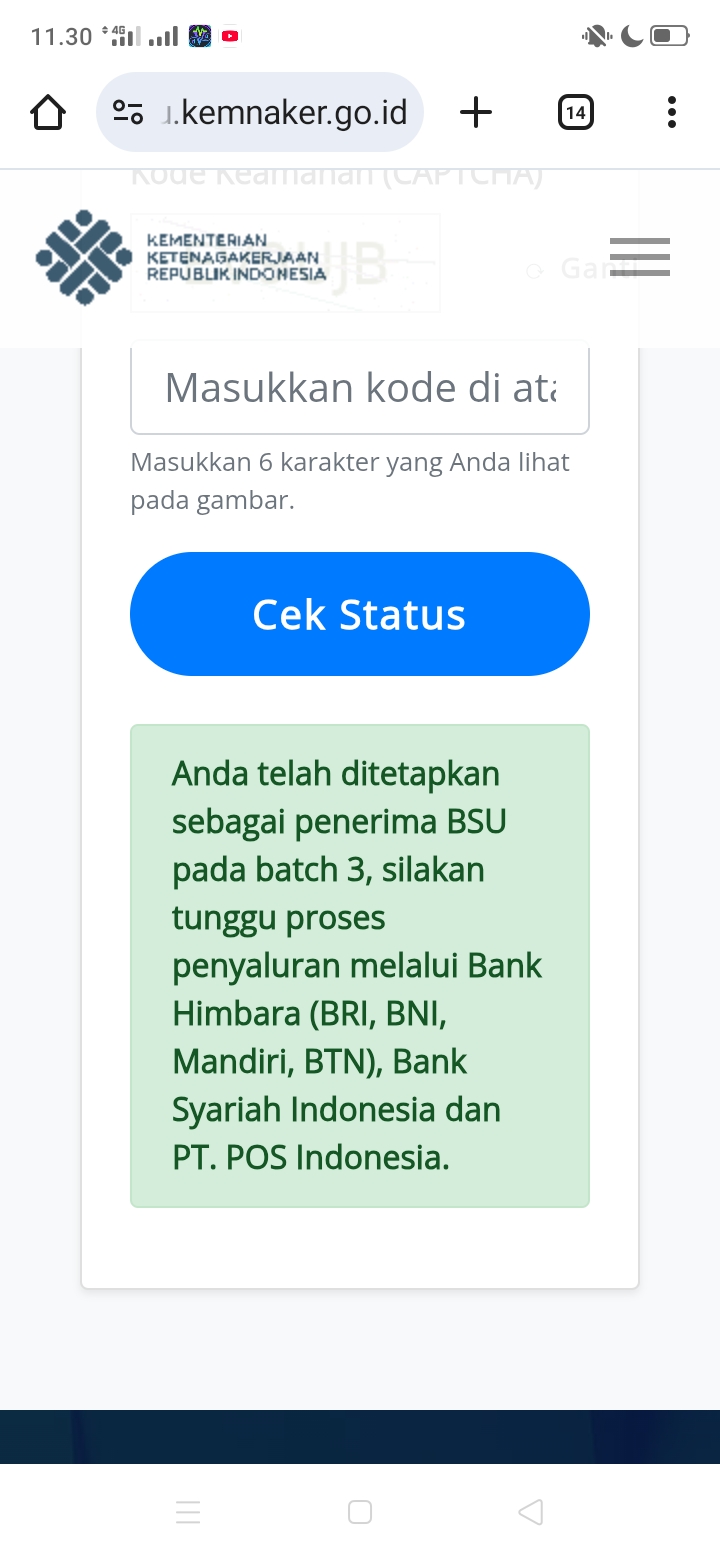 11.30
4G
.kemnaker.go.id
14
Kode Keamanan (CAPTCHA)
KEMENTERIAN
KETENAGAKERJAAN
REPUBLIK INDONESIA
Ganti
Masukkan kode di
Masukkan 6 karakter yang Anda lihat
pada gambar.
Cek Status
Anda telah ditetapkan
sebagai penerima BSU
pada batch 3, silakan
tunggu proses
penyaluran melalui Bank
Himbara (BRI, BNI,
Mandiri, BTN), Bank
Syariah Indonesia dan
PT. POS Indonesia.